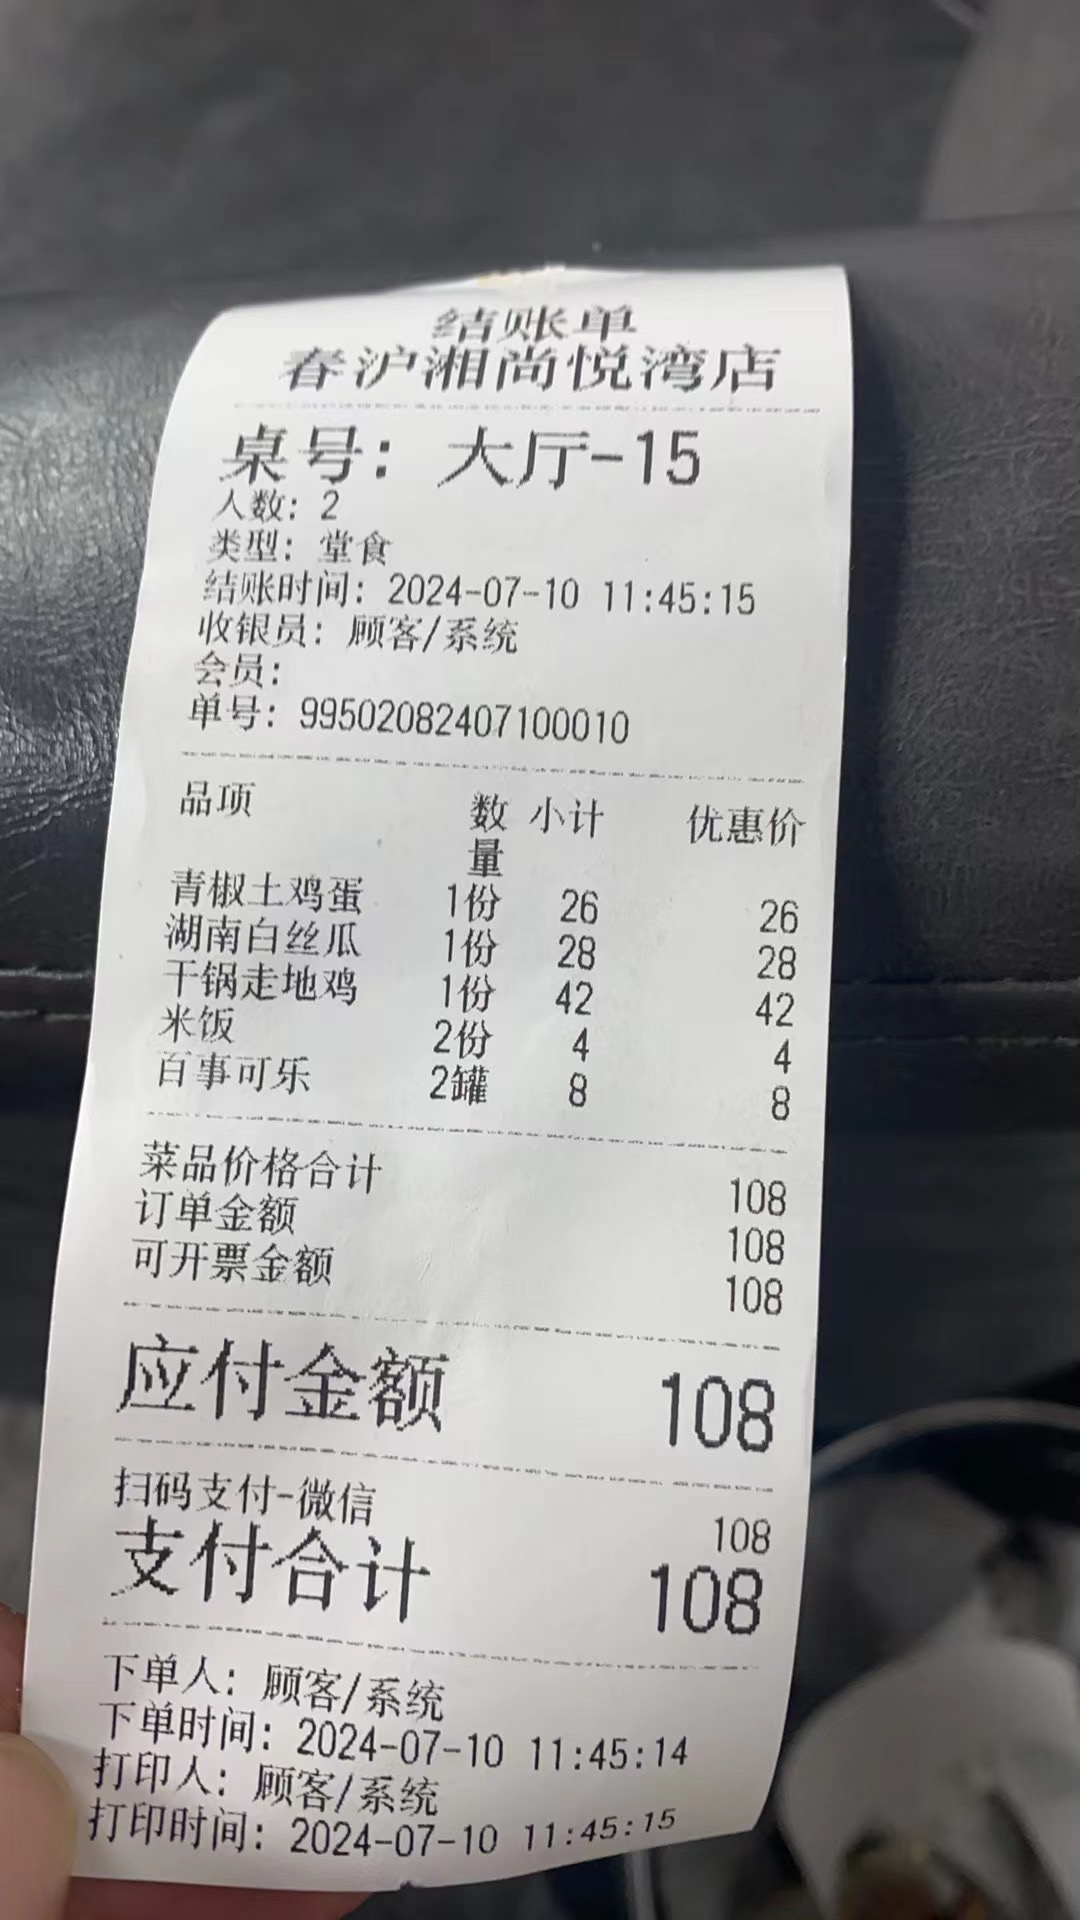 结账单
春沪湘尚悦湾店
桌号：大厅-15
人数：2
类型：堂食
结账时间：2024-07-10 11:45:15
收银员：顾客/系统
会员：
单号：99502082407100010
品项 数量 小计 优惠价
青椒土鸡蛋 1份 26 26
湖南白丝瓜 1份 28 28
干锅走地鸡 1份 42 42
米饭 2份 4 4
百事可乐 2罐 8 8
菜品价格合计 108
订单金额 108
可开票金额 108
应付金额 108
扫码支付-微信 108
支付合计 108
下单人：顾客/系统
下单时间：2024-07-10 11:45:14
打印人：顾客/系统
打印时间：2024-07-10 11:45:15